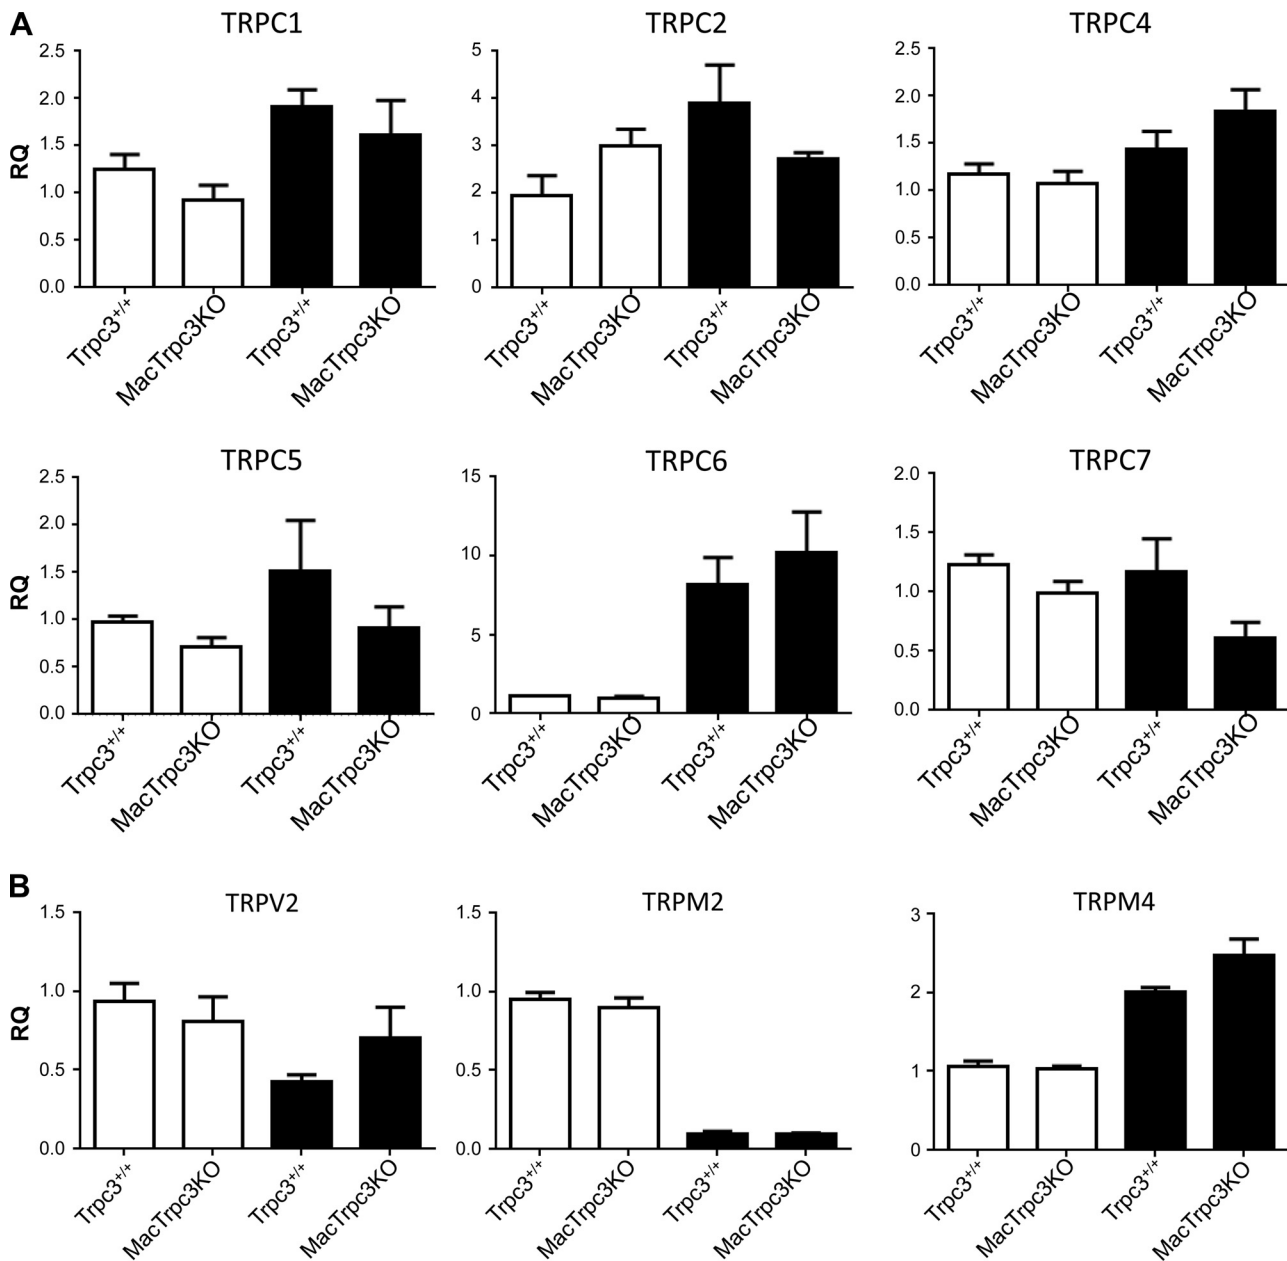 A
TRPC1
TRPC2
TRPC4
RQ
2.5
2.0
1.5
1.0
0.5
0.0
Trpc3+/+
MacTrpc3KO
Trpc3+/+
MacTrpc3KO
5
4
3
2
1
0
Trpc3+/+
MacTrpc3KO
Trpc3+/+
MacTrpc3KO
2.5
2.0
1.5
1.0
0.5
0.0
Trpc3+/+
MacTrpc3KO
Trpc3+/+
MacTrpc3KO
TRPC5
TRPC6
TRPC7
RQ
2.5
2.0
1.5
1.0
0.5
0.0
Trpc3+/+
MacTrpc3KO
Trpc3+/+
MacTrpc3KO
15
10
5
0
Trpc3+/+
MacTrpc3KO
Trpc3+/+
MacTrpc3KO
2.0
1.5
1.0
0.5
0.0
Trpc3+/+
MacTrpc3KO
Trpc3+/+
MacTrpc3KO
B
TRPV2
TRPM2
TRPM4
RQ
1.5
1.0
0.5
0.0
Trpc3+/+
MacTrpc3KO
Trpc3+/+
MacTrpc3KO
1.5
1.0
0.5
0.0
Trpc3+/+
MacTrpc3KO
Trpc3+/+
MacTrpc3KO
3
2
1
0
Trpc3+/+
MacTrpc3KO
Trpc3+/+
MacTrpc3KO